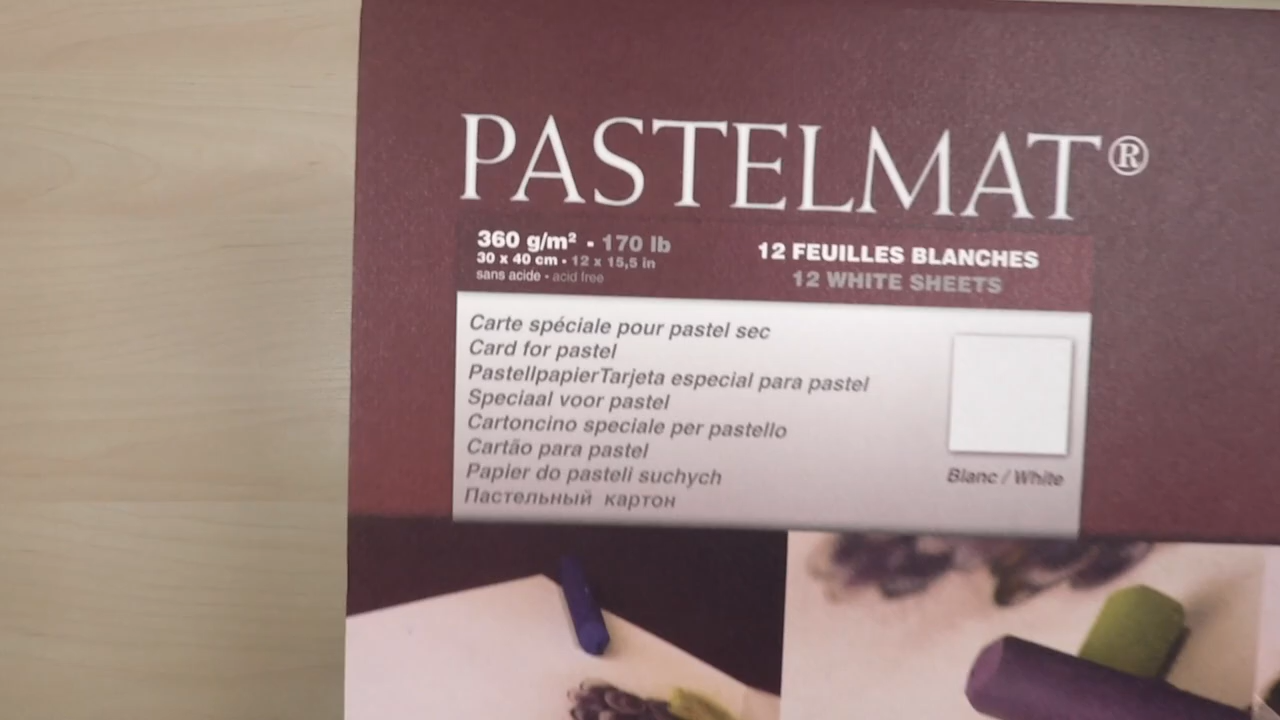 PASTELMAT®
360 g/m² - 170 lb
30 x 40 cm - 12 x 15,5 in
sans acide - acid free
12 FEUILLES BLANCHES
12 WHITE SHEETS
Carte spéciale pour pastel sec
Card for pastel
PastellpapierTarjeta especial para pastel
Speciaal voor pastel
Cartoncino speciale per pastello
Cartão para pastel
Papier do pasteli suchych
Пастельный картон
Blanc / White